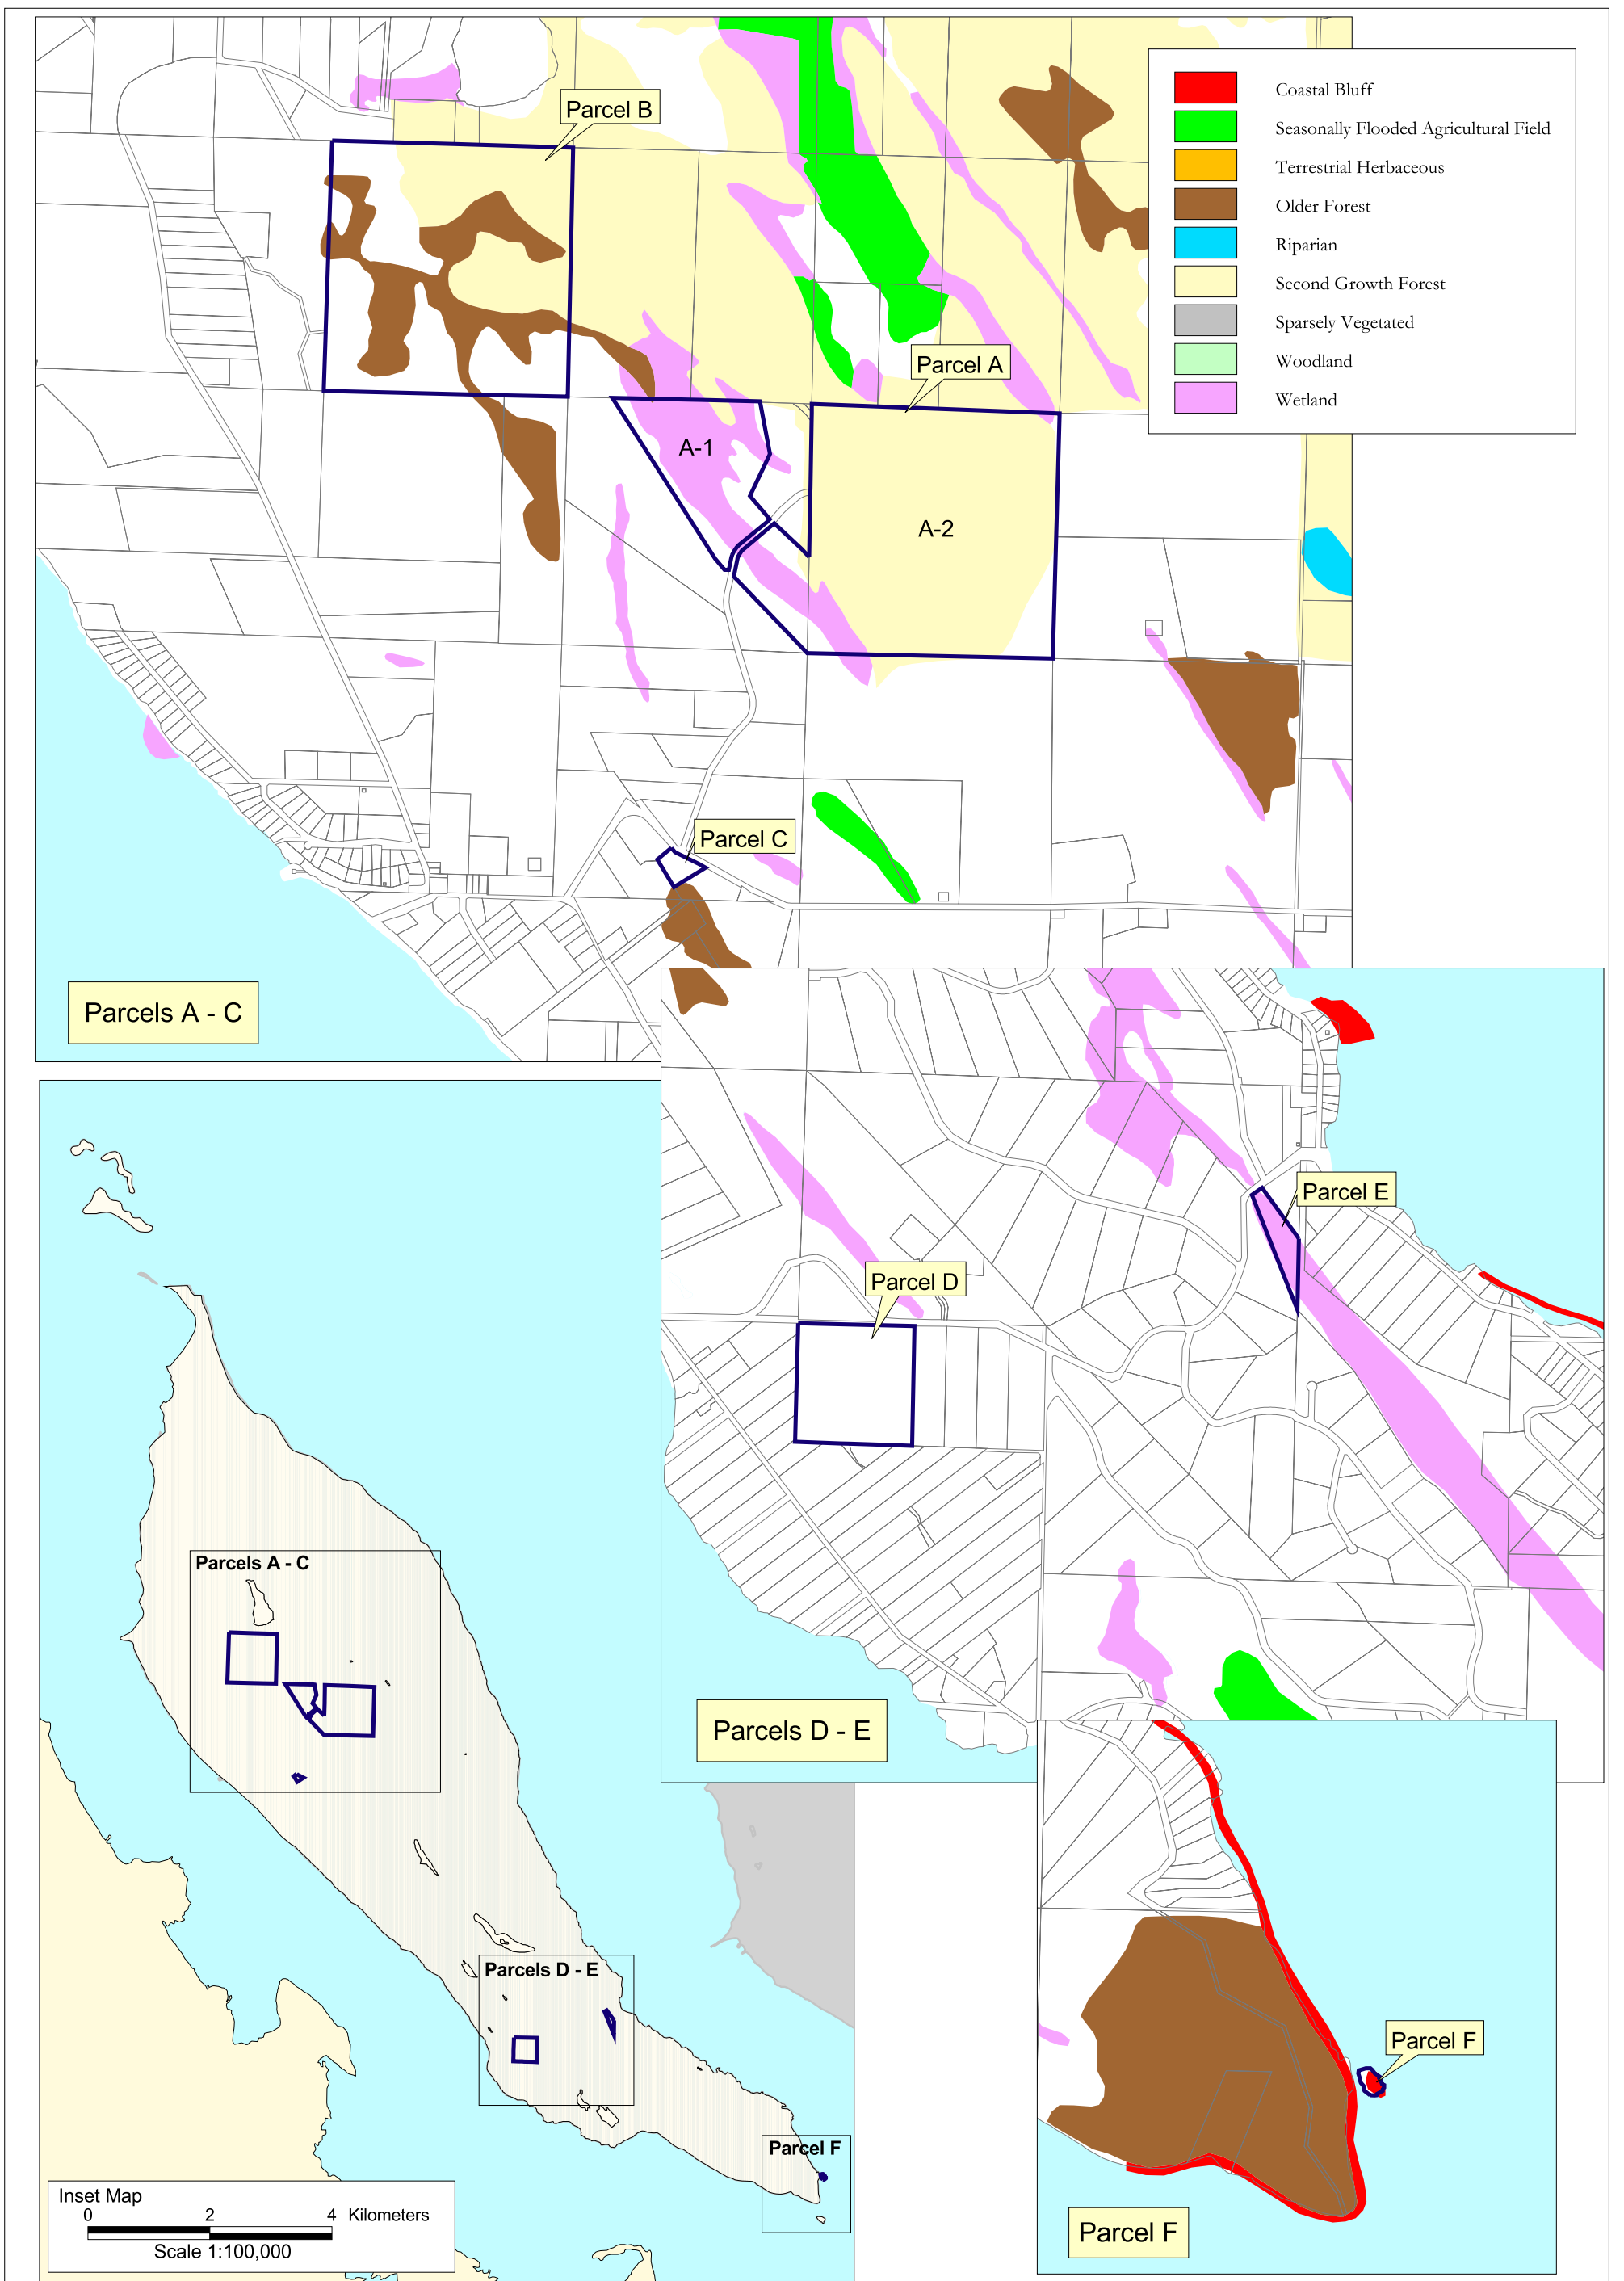 Parcel B
Coastal Bluff
Seasonally Flooded Agricultural Field
Terrestrial Herbaceous
Older Forest
Riparian
Second Growth Forest
Sparsely Vegetated
Woodland
Wetland
Parcel A
A-1
A-2
Parcel C
Parcels A - C
Parcel E
Parcel D
Parcels D - E
Parcels A - C
Parcels D - E
Parcel F
Parcel F
Parcel F
Inset Map
0 2 4 Kilometers
Scale 1:100,000